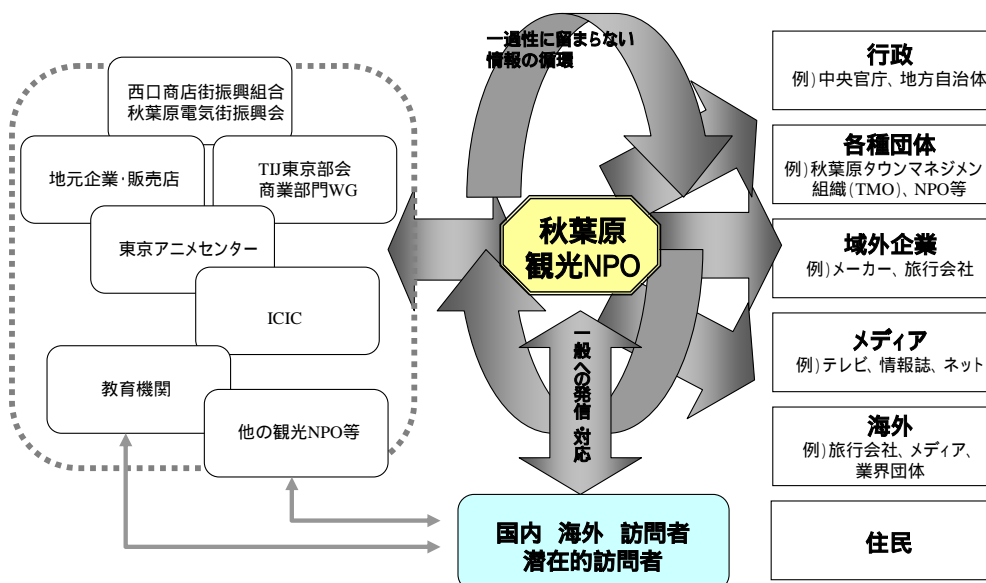 一過性に留まらない
情報の循環
西口商店街振興組合
秋葉原電気街振興会
地元企業・販売店
TIJ東京部会
商業部門WG
東京アニメセンター
ICIC
教育機関
他の観光NPO等
秋葉原
観光NPO
一般への発信・対応
国内 海外 訪問者
潜在的訪問者
行政
例)中央官庁、地方自治体
各種団体
例)秋葉原タウンマネジメン
組織(TMO)、NPO等
域外企業
例)メーカー、旅行会社
メディア
例)テレビ、情報誌、ネット
海外
例)旅行会社、メディア、
業界団体
住民